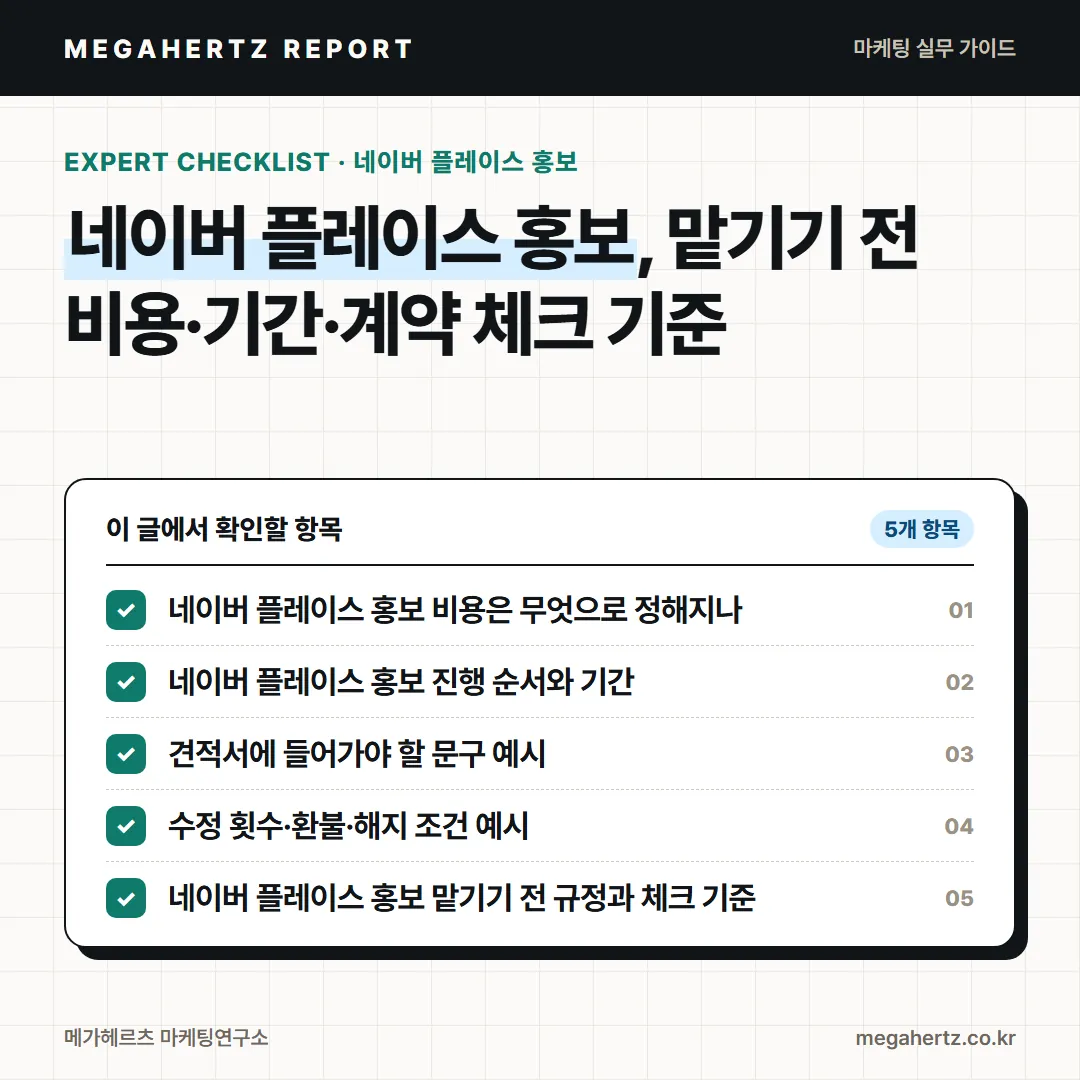 MEGAHERTZ REPORT
마케팅 실무 가이드
EXPERT CHECKLIST · 네이버 플레이스 홍보
네이버 플레이스 홍보, 맡기기 전
비용·기간·계약 체크 기준
이 글에서 확인할 항목
5개 항목
네이버 플레이스 홍보 비용은 무엇으로 정해지나 01
네이버 플레이스 홍보 진행 순서와 기간 02
견적서에 들어가야 할 문구 예시 03
수정 횟수·환불·해지 조건 예시 04
네이버 플레이스 홍보 맡기기 전 규정과 체크 기준 05
메가헤르츠 마케팅연구소
megahertz.co.kr